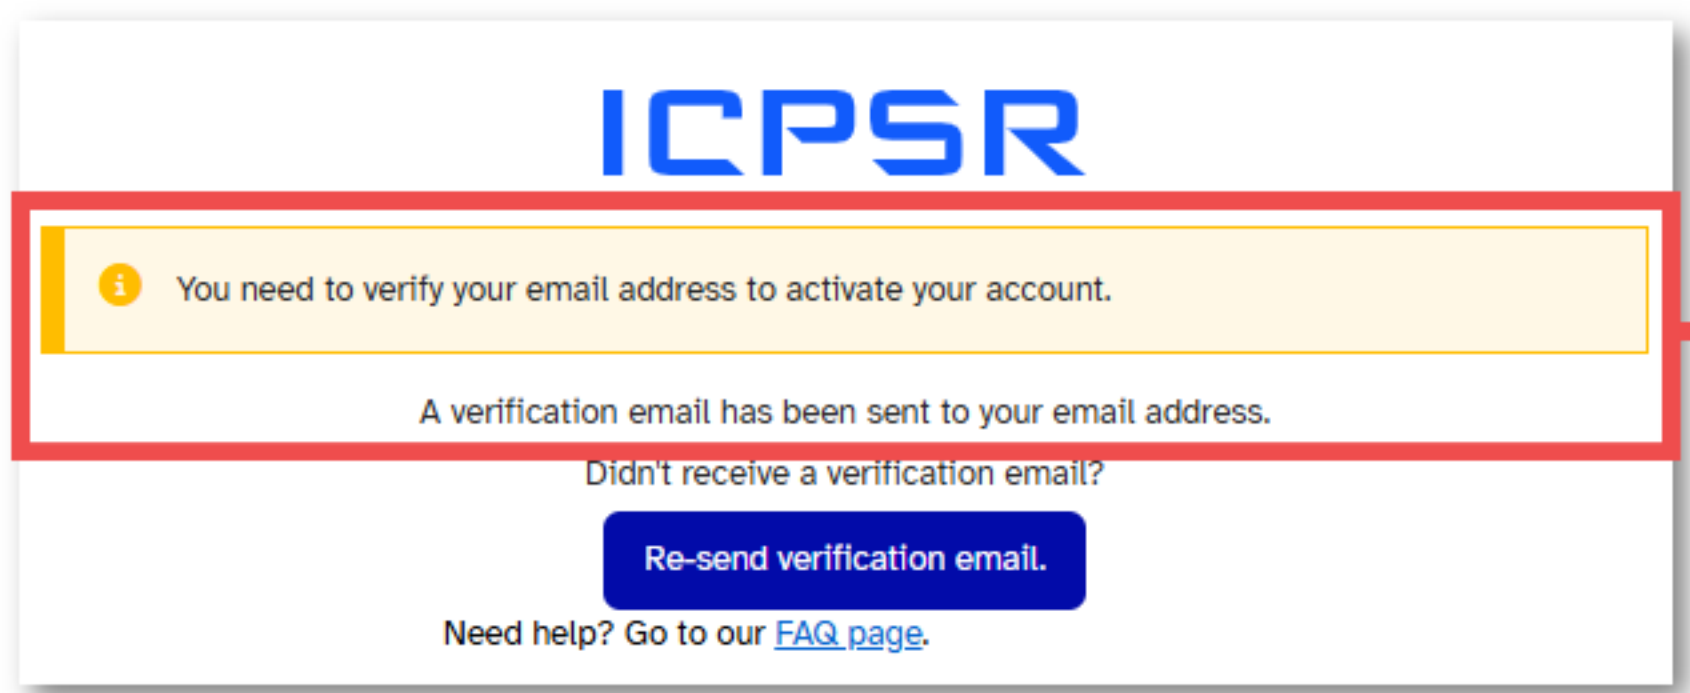 ICPSR
You need to verify your email address to activate your account.
A verification email has been sent to your email address.
Didn't receive a verification email?
Re-send verification email.
Need help? Go to our FAQ page.